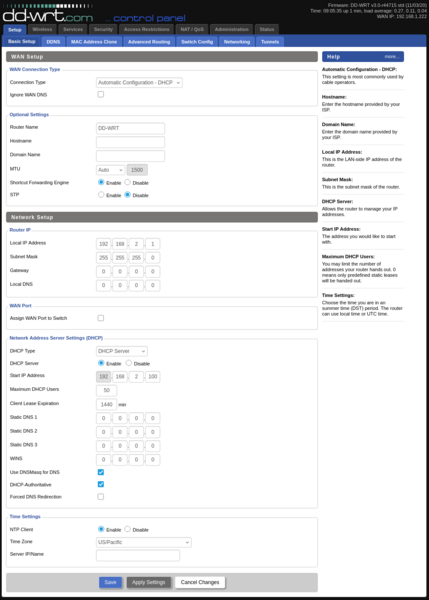 Firmware: DD-WRT v3.0-r44715 std (11/03/20)
Time: 09:05:35 up 1 min, load average: 0.27, 0.11, 0.04
WAN IP: 192.168.1.222
dd-wrt.com ... control panel
Setup Wireless Services Security Access Restrictions NAT / QoS Administration Status
Basic Setup DDNS MAC Address Clone Advanced Routing Switch Config Networking Tunnels
WAN Setup
WAN Connection Type
Connection Type Automatic Configuration - DHCP
Ignore WAN DNS
Optional Settings
Router Name DD-WRT
Hostname
Domain Name
MTU Auto 1500
Shortcut Forwarding Engine Enable Disable
STP Enable Disable
Network Setup
Router IP
Local IP Address 192 . 168 . 2 . 1
Subnet Mask 255 . 255 . 255 . 0
Gateway 0 . 0 . 0 . 0
Local DNS 0 . 0 . 0 . 0
WAN Port
Assign WAN Port to Switch
Network Address Server Settings (DHCP)
DHCP Type DHCP Server
DHCP Server Enable Disable
Start IP Address 192 . 168 . 2 . 100
Maximum DHCP Users 50
Client Lease Expiration 1440 min
Static DNS 1 0 . 0 . 0 . 0
Static DNS 2 0 . 0 . 0 . 0
Static DNS 3 0 . 0 . 0 . 0
WINS 0 . 0 . 0 . 0
Use DNSMasq for DNS
DHCP-Authoritative
Forced DNS Redirection
Time Settings
NTP Client Enable Disable
Time Zone US/Pacific
Server IP/Name
Save Apply Settings Cancel Changes
Help more...
Automatic Configuration - DHCP:
This setting is most commonly used by
cable operators.
Hostname:
Enter the hostname provided by your
ISP.
Domain Name:
Enter the domain name provided by
your ISP.
Local IP Address:
This is the LAN-side IP address of the
router.
Subnet Mask:
This is the subnet mask of the router.
DHCP Server:
Allows the router to manage your IP
addresses.
Start IP Address:
The address you would like to start
with.
Maximum DHCP Users:
You may limit the number of
addresses your router hands out. 0
means only predefined static leases
will be handed out.
Time Settings:
Choose the time you are in and
summer time (DST) period. The router
can use local time or UTC time.